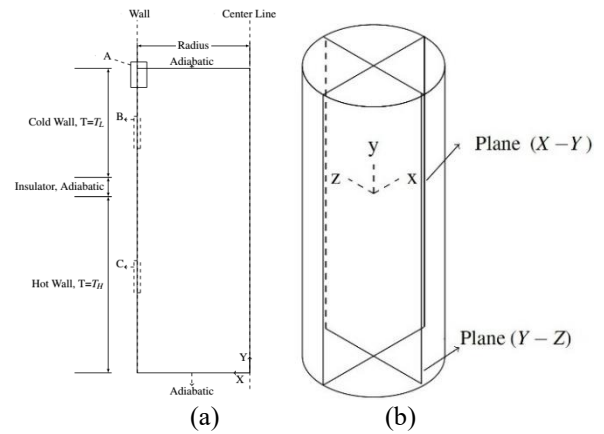 Wall
Center Line
Radius
Adiabatic
A
B
Cold Wall, T=T_L
Insulator, Adiabatic
C
Hot Wall, T=T_H
Y
X
Adiabatic
(a)
y
z
x
Plane (X – Y)
Plane (Y – Z)
(b)